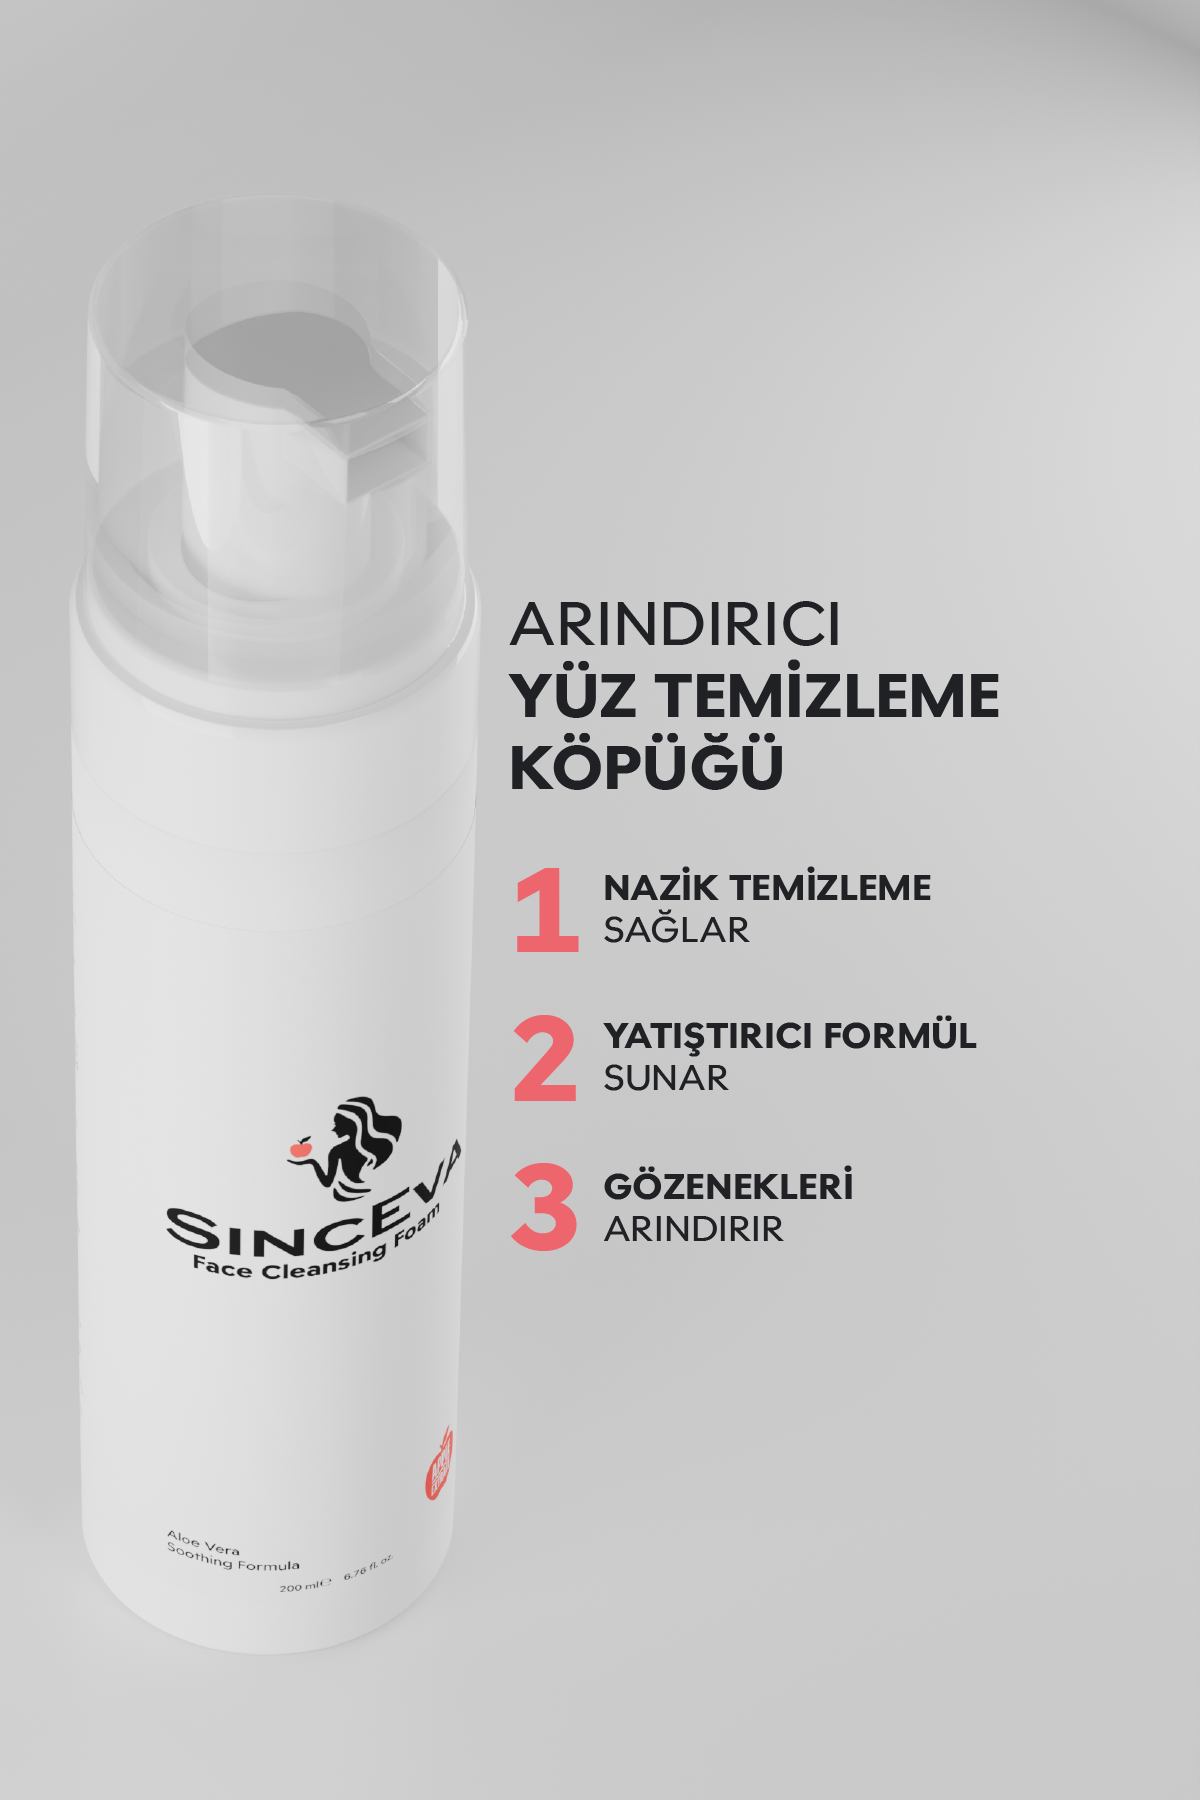 ARINDIRICI
YÜZ TEMİZLEME
KÖPÜĞÜ
1 NAZİK TEMİZLEME
SAĞLAR
2 YATIŞTIRICI FORMÜL
SUNAR
3 GÖZENEKLERİ
ARINDIRIR
SINCEVA
Face Cleansing Foam
Aloe Vera
Soothing Formula
200 ml℮ 6.76 fl. oz.